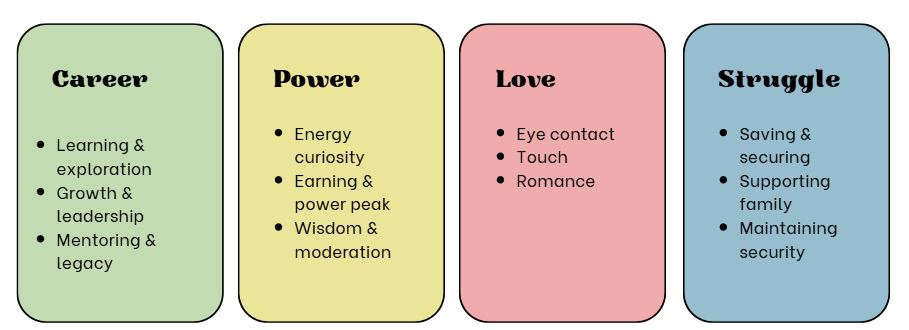 Career
Learning &
exploration
Growth &
leadership
Mentoring &
legacy
Power
Energy
curiosity
Earning &
power peak
Wisdom &
moderation
Love
Eye contact
Touch
Romance
Struggle
Saving &
securing
Supporting
family
Maintaining
security